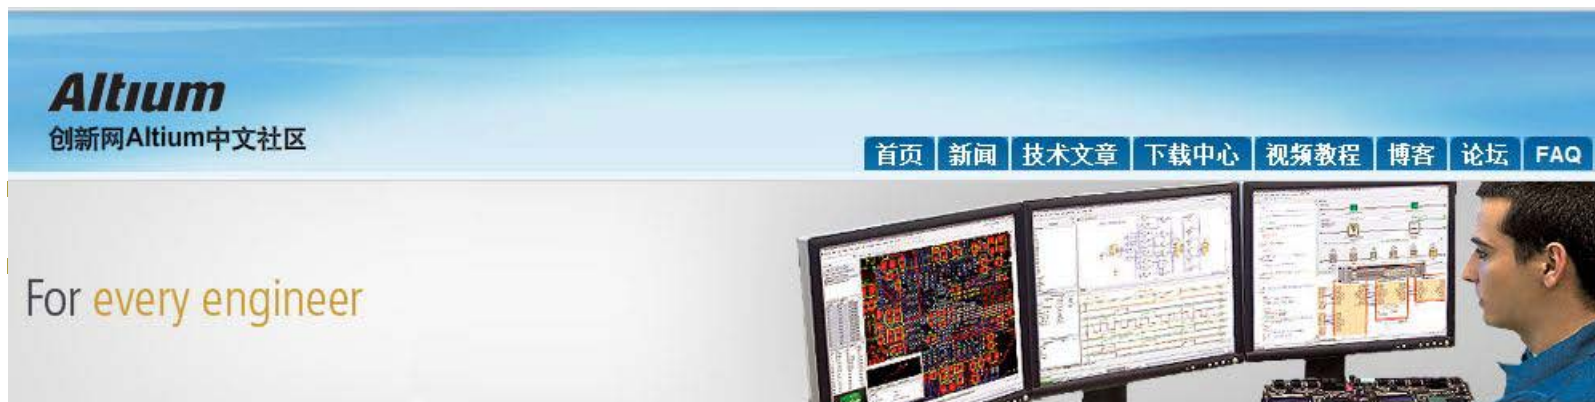 Altıum
创新网Altium中文社区
首页 新闻 技术文章 下载中心 视频教程 博客 论坛 FAQ
For every engineer